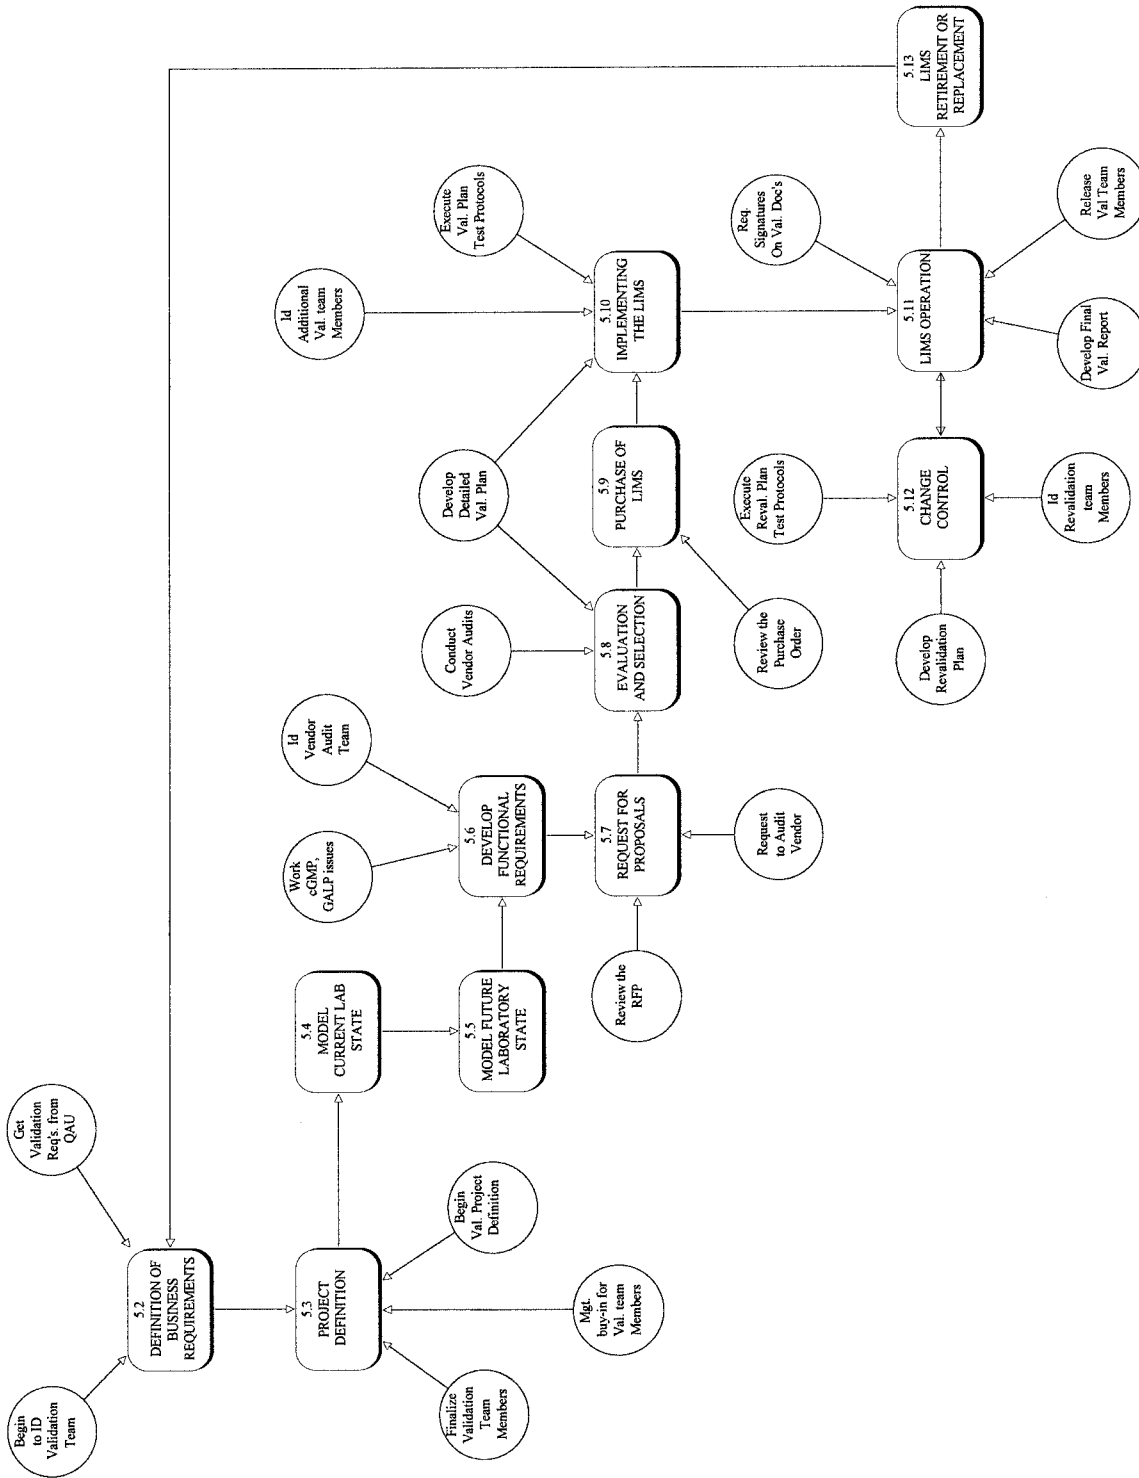 Begin
to ID
Validation
Team
5.2
DEFINITION OF
BUSINESS
REQUIREMENTS
Get
Validation
Req's. from
QAU
Finalize
Validation
Team
Members
5.3
PROJECT
DEFINITION
Mgt.
buy-in for
Val. team
Members
Begin
Val. Project
Definition
5.4
MODEL
CURRENT LAB
STATE
5.5
MODEL FUTURE
LABORATORY
STATE
Work
cGMP,
GALP issues
Id
Vendor
Audit
Team
5.6
DEVELOP
FUNCTIONAL
REQUIREMENTS
Review the
RFP
5.7
REQUEST FOR
PROPOSALS
Request
to Audit
Vendor
Conduct
Vendor Audits
5.8
EVALUATION
AND SELECTION
Develop
Detailed
Val. Plan
5.9
PURCHASE OF
LIMS
Review the
Purchase
Order
Id
Additional
Val. team
Members
Execute
Val. Plan
Test Protocols
5.10
IMPLEMENTING
THE LIMS
Req.
Signatures
On Val. Doc's
5.11
LIMS OPERATION
Develop Final
Val. Report
Release
Val Team
Members
Execute
Reval. Plan
Test Protocols
5.12
CHANGE
CONTROL
Develop
Revalidation
Plan
Id
Revalidation
team
Members
5.13
LIMS
RETIREMENT OR
REPLACEMENT